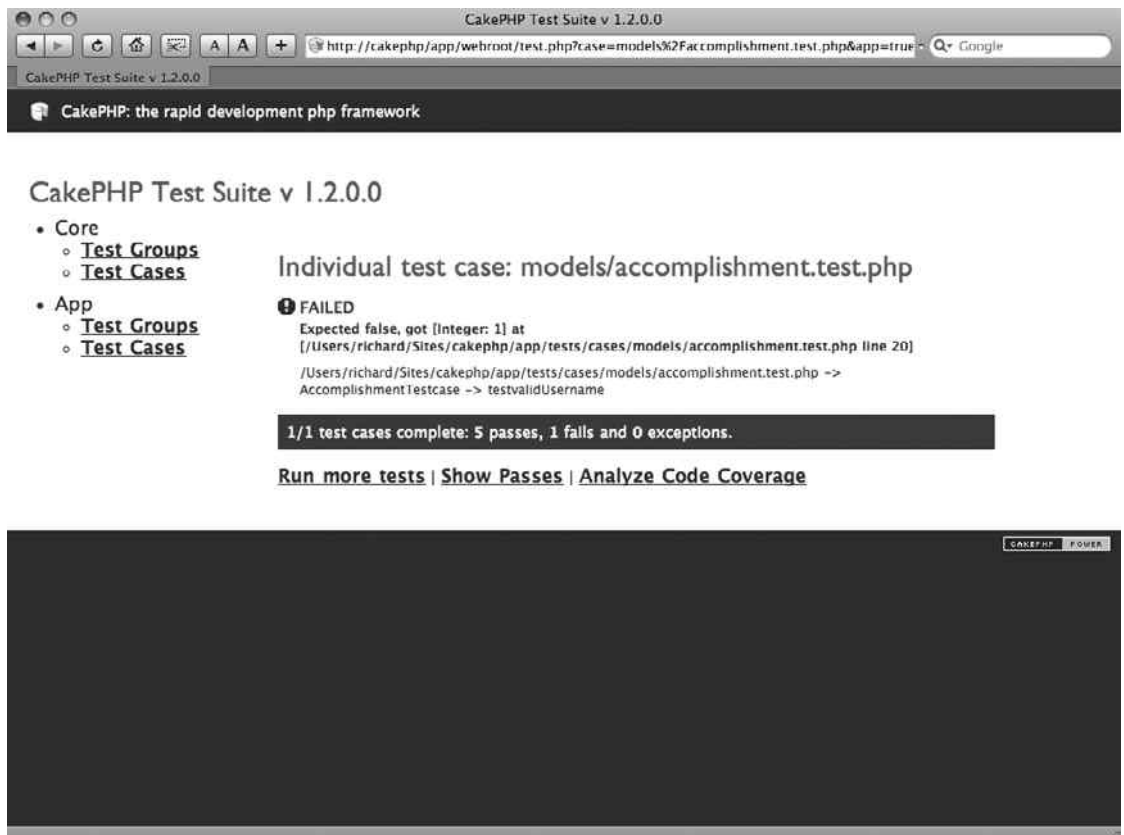 CakePHP Test Suite v 1.2.0.0
A A + http://cakephp/app/webroot/test.php?case=models%2Faccomplishment.test.php&app=true Google
CakePHP Test Suite v 1.2.0.0
CakePHP: the rapid development php framework
CakePHP Test Suite v 1.2.0.0
• Core
◦ Test Groups
◦ Test Cases
• App
◦ Test Groups
◦ Test Cases
Individual test case: models/accomplishment.test.php
FAILED
Expected false, got [Integer: 1] at
[/Users/richard/Sites/cakephp/app/tests/cases/models/accomplishment.test.php line 20]
/Users/richard/Sites/cakephp/app/tests/cases/models/accomplishment.test.php ->
AccomplishmentTestcase -> testvalidUsername
1/1 test cases complete: 5 passes, 1 fails and 0 exceptions.
Run more tests | Show Passes | Analyze Code Coverage
CAKEPHP POWER